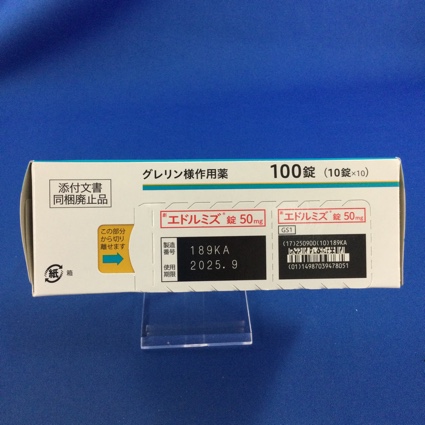 添付文書
同梱廃止品
グレリン様作用薬 100錠 (10錠×10)
この部分
から切り
離せます
エドルミズ®錠 50mg
製造
番号 189KA
使用
期限 2025.9
エドルミズ®錠 50mg
GS1
(17)250900(10)189KA
(01)14987039478051
紙 箱